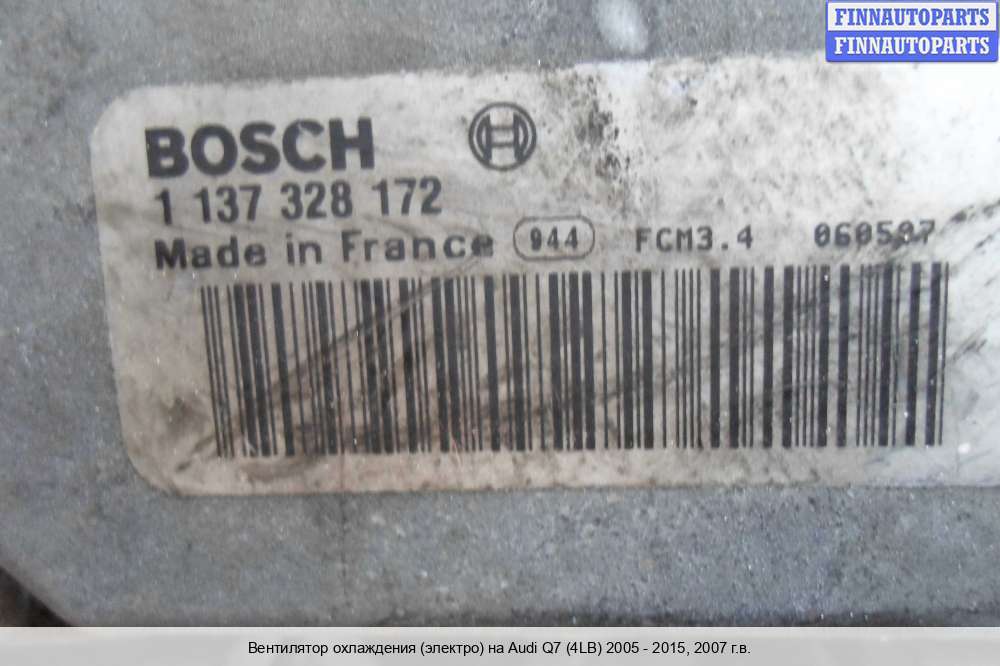 FINNAUTOPARTS
FINNAUTOPARTS
BOSCH
1 137 328 172
Made in France 944 FCM3.4 060507
Вентилятор охлаждения (электро) на Audi Q7 (4LB) 2005 - 2015, 2007 г.в.